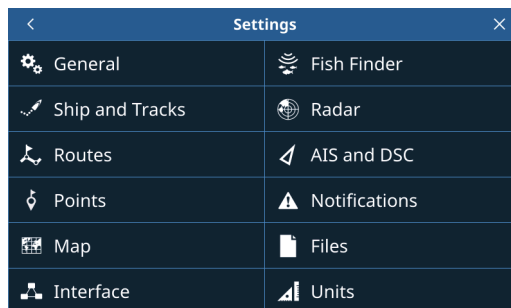 Settings
General
Fish Finder
Ship and Tracks
Radar
Routes
AIS and DSC
Points
Notifications
Map
Files
Interface
Units